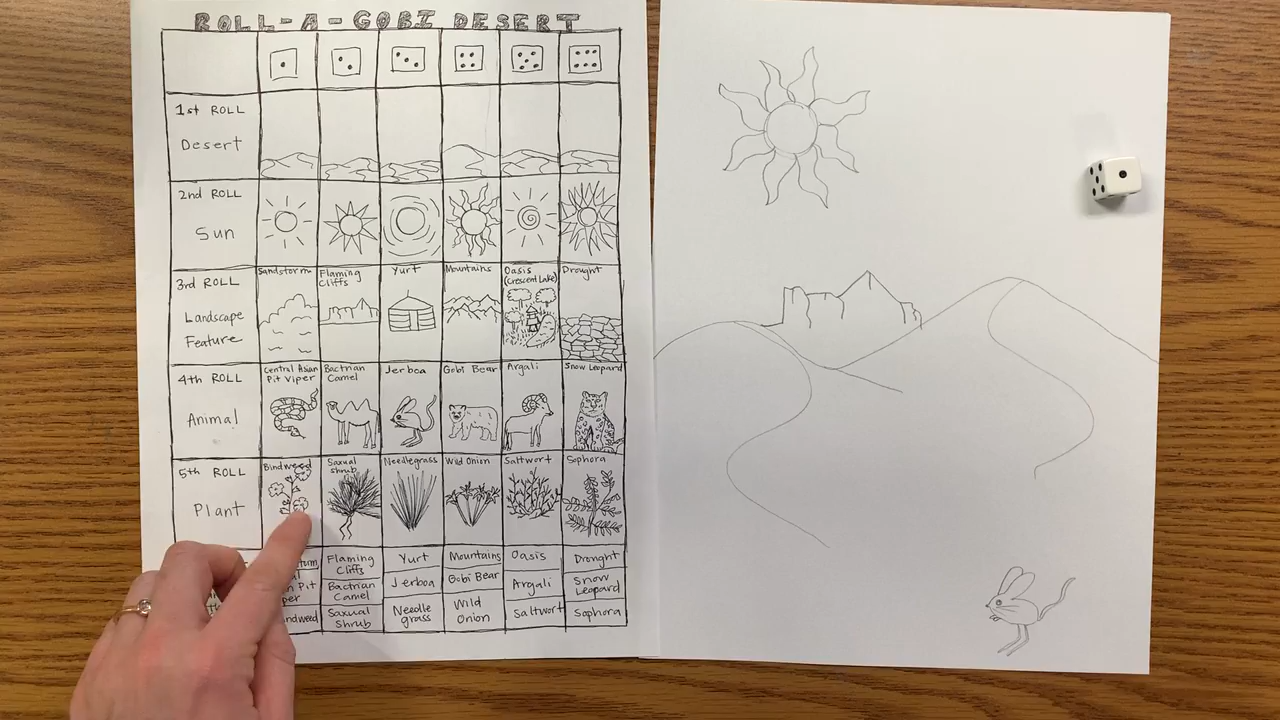 ROLL-A-GOBI DESERT
1st ROLL
Desert
2nd ROLL
Sun
3rd ROLL
Landscape
Feature
Sandstorm
Flaming
Cliffs
Yurt
Mountains
Oasis
(Crescent Lake)
Drought
4th ROLL
Animal
Central Asian
Pit Viper
Bactrian
Camel
Jerboa
Gobi Bear
Argali
Snow Leopard
5th ROLL
Plant
Bindweed
Saxual
shrub
Needlegrass
Wild Onion
Saltwort
Sophora
Flaming
Cliffs
Yurt
Mountains
Oasis
Drought
Pit
Bactrian
Camel
Jerboa
Gobi Bear
Argali
Snow
Leopard
Saxual
Shrub
Needle
grass
Wild
Onion
Saltwort
Sophora